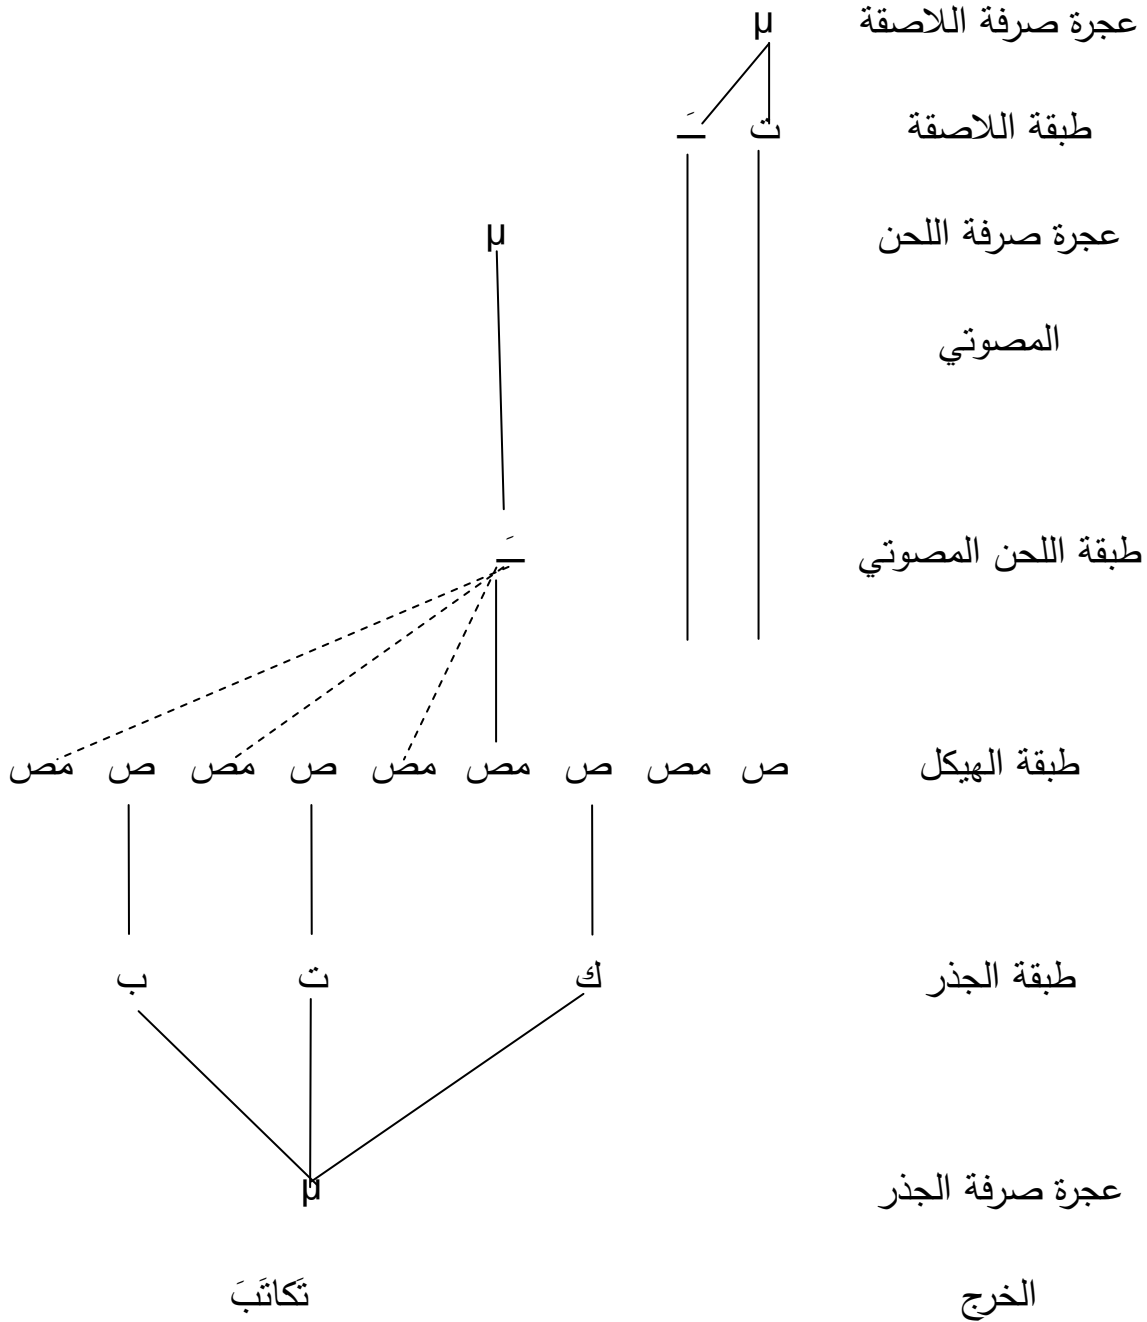 عجرة صرفة اللاصقة μ
طبقة اللاصقة ت ـَ
عجرة صرفة اللحن μ
المصوتي
طبقة اللحن المصوتي ـَ
طبقة الهيكل ص مص ص مص مص ص مص ص مص
طبقة الجذر ك ت ب
عجرة صرفة الجذر μ
الخرج تَكاتَبَ